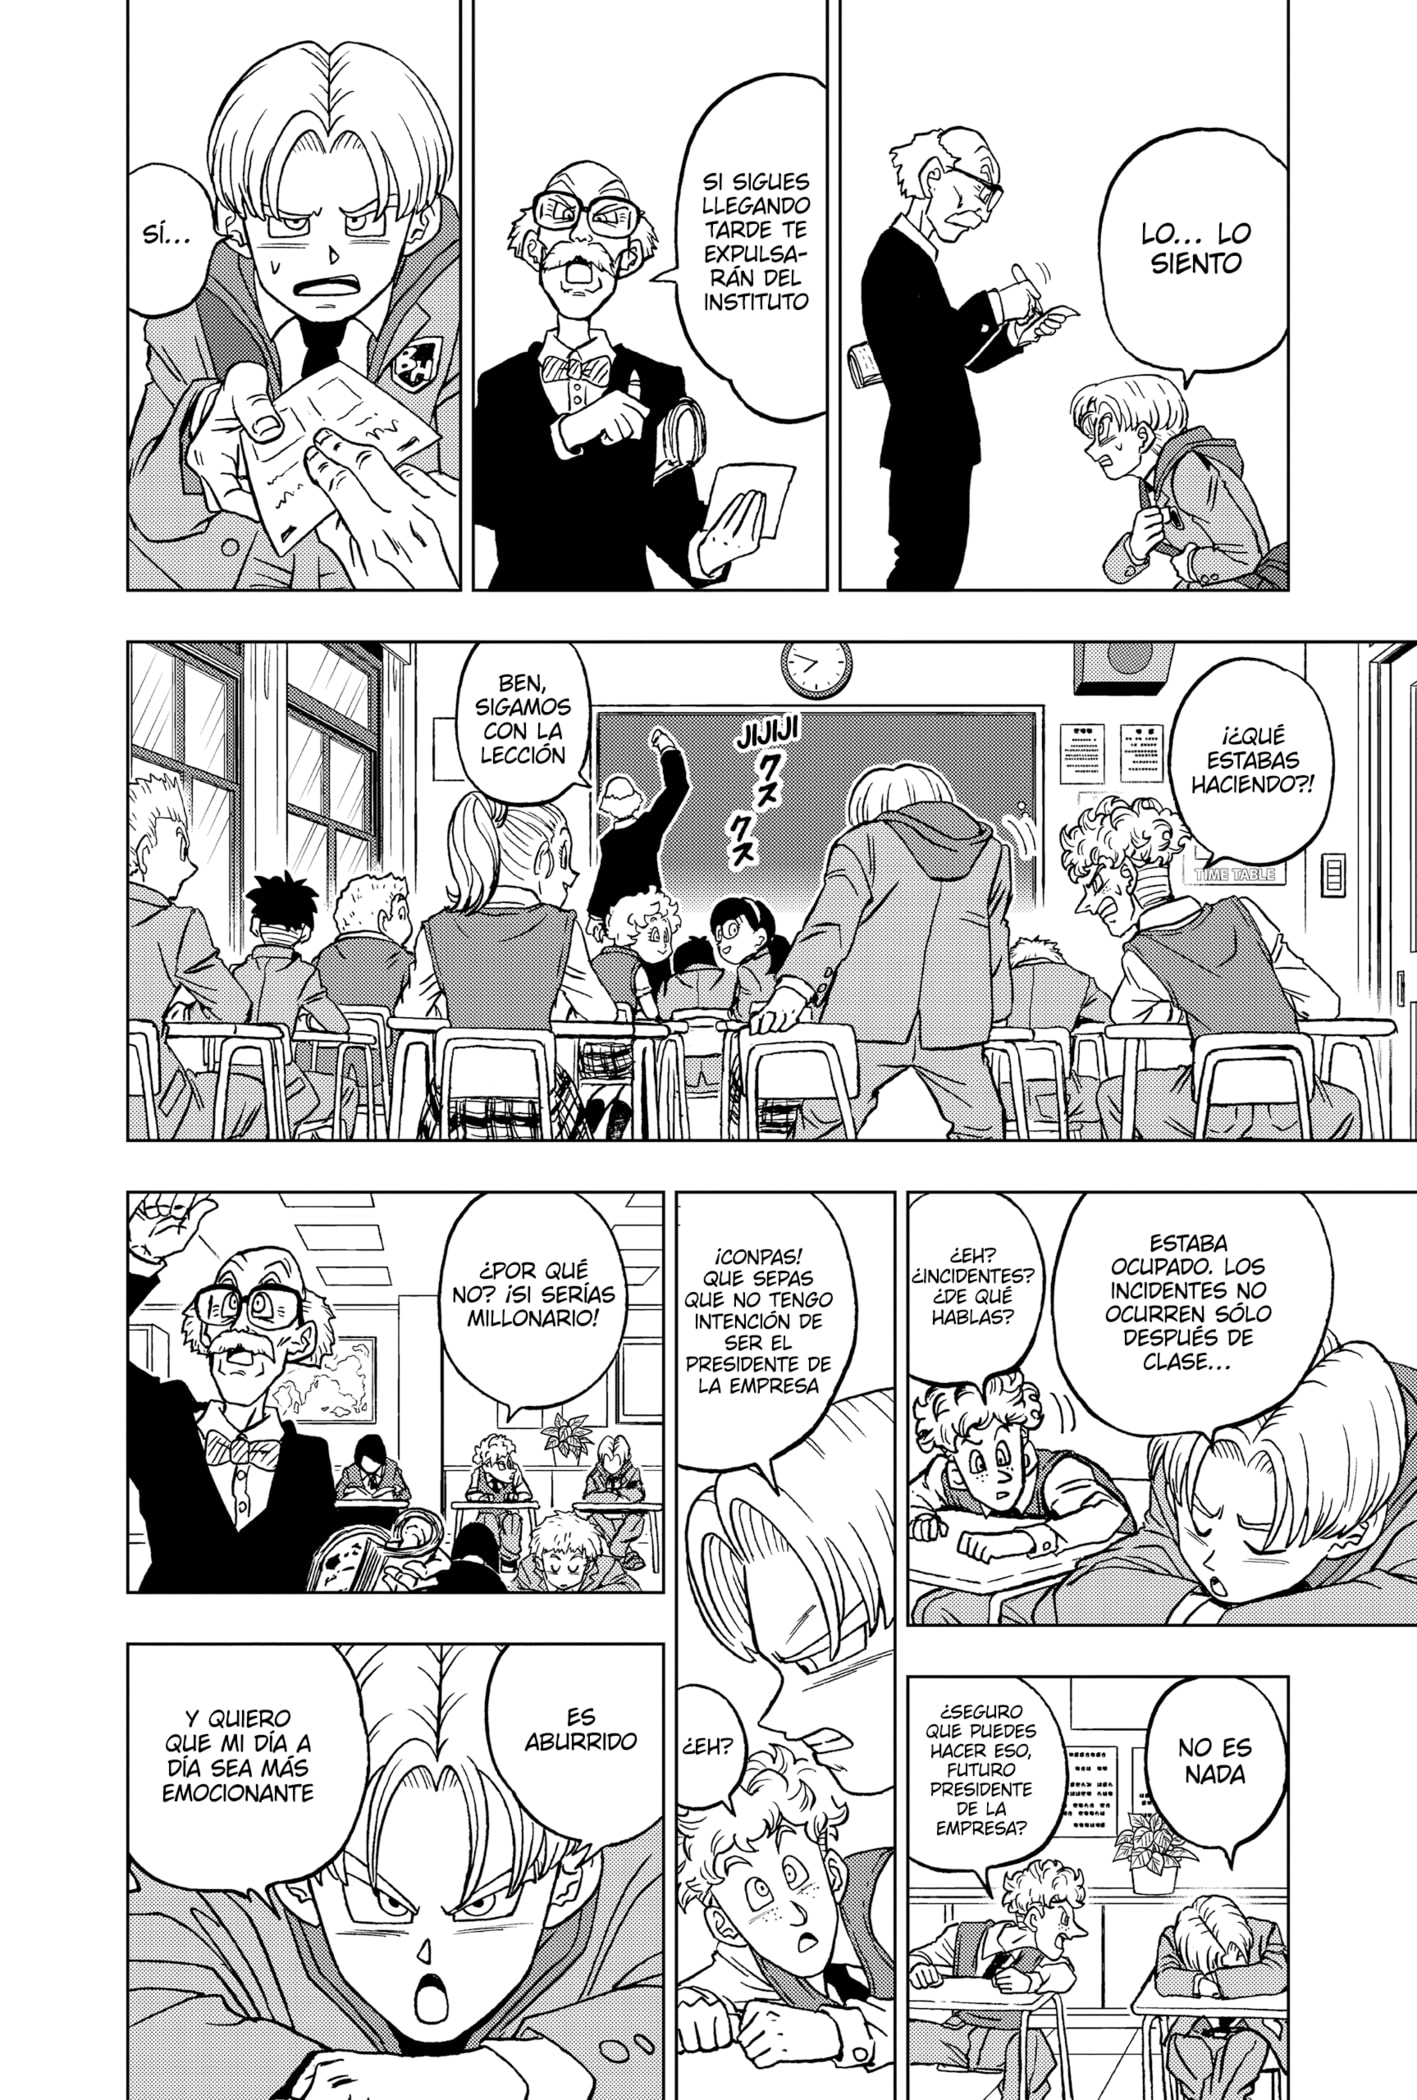 LO... LO
SIENTO
SI SIGUES
LLEGANDO
TARDE TE
EXPULSA-
RÁN DEL
INSTITUTO
SÍ...
BH
¡¿QUÉ
ESTABAS
HACIENDO?!
TIME TABLE
JIJIJI
クスクス
BEN,
SIGAMOS
CON LA
LECCIÓN
ESTABA
OCUPADO. LOS
INCIDENTES NO
OCURREN SÓLO
DESPUÉS DE
CLASE...
¿EH?
¿INCIDENTES?
¿DE QUÉ
HABLAS?
NO ES
NADA
¿SEGURO
QUE PUEDES
HACER ESO,
FUTURO
PRESIDENTE
DE LA
EMPRESA?
¡CONPAS!
QUE SEPAS
QUE NO TENGO
INTENCIÓN DE
SER EL
PRESIDENTE DE
LA EMPRESA
¿EH?
¿POR QUÉ
NO? ¡SI SERÍAS
MILLONARIO!
ES
ABURRIDO
Y QUIERO
QUE MI DÍA A
DÍA SEA MÁS
EMOCIONANTE